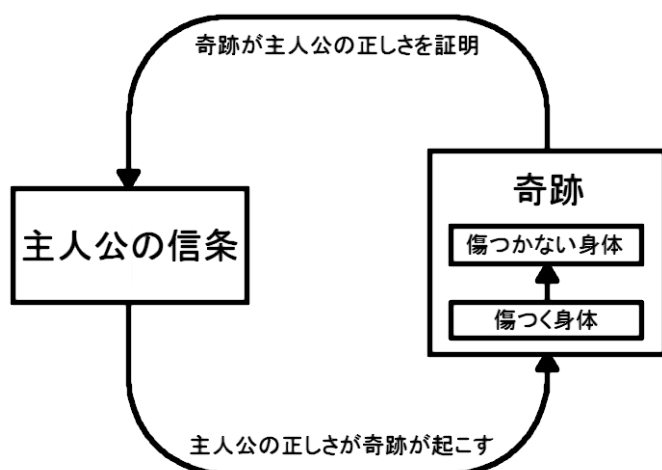 奇跡が主人公の正しさを証明
奇跡
主人公の信条
傷つかない身体
傷つく身体
主人公の正しさが奇跡が起こす